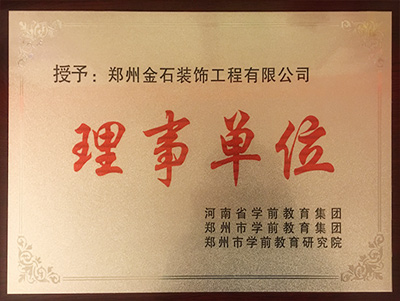 授予：郑州金石装饰工程有限公司
理事单位
河南省学前教育集团
郑州市学前教育集团
郑州市学前教育研究院